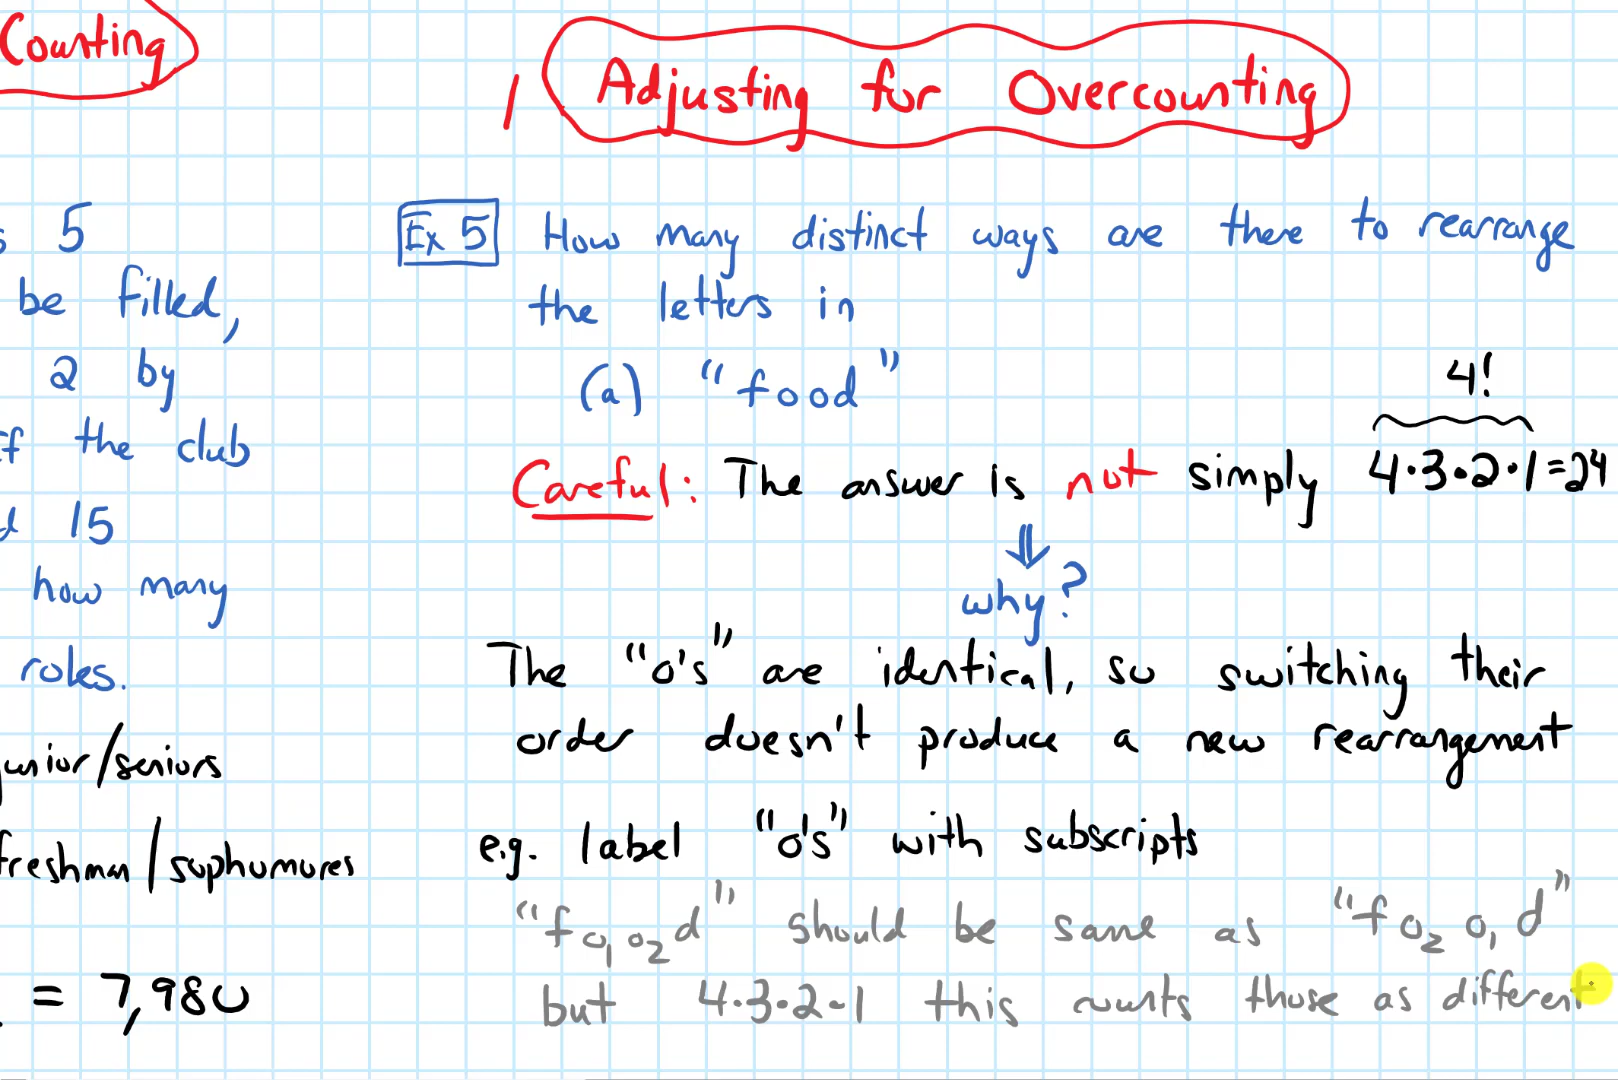 Counting
Adjusting for Overcounting
5
be filled,
2 by
if the club
15
how many
roles.
junior/seniors
freshman/sophomores
= 7,980
Ex 5 How many distinct ways are there to rearrange
the letters in
(a) "food"
4!
Careful: The answer is not simply 4·3·2·1=24
why?
The "o's" are identical, so switching their
order doesn't produce a new rearrangement
e.g. label "o's" with subscripts
"fo₁o₂d" should be same as "fo₂o₁d"
but 4·3·2·1 this counts those as different